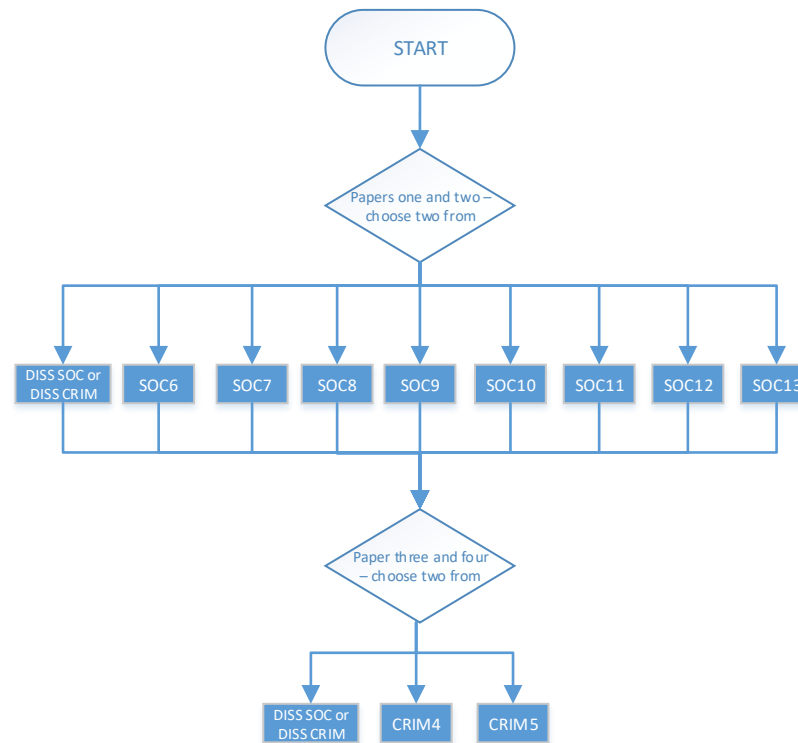 START
Papers one and two –
choose two from
DISS SOC or
DISS CRIM
SOC6
SOC7
SOC8
SOC9
SOC10
SOC11
SOC12
SOC13
Paper three and four
– choose two from
DISS SOC or
DISS CRIM
CRIM4
CRIM5